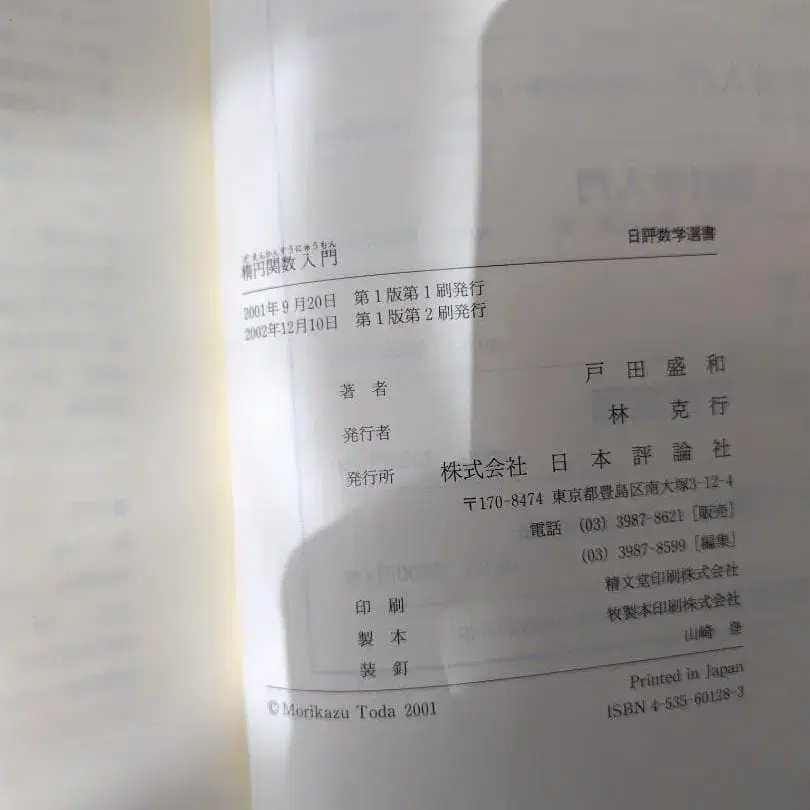 日評数学選書
だえんかんすうにゅうもん
楕円関数入門
2001年9月20日 第1版第1刷発行
2002年12月10日 第1版第2刷発行
著者 戸田盛和
発行者 林克行
発行所 株式会社 日本評論社
〒170-8474 東京都豊島区南大塚3-12-4
電話 (03) 3987-8621 [販売]
(03) 3987-8599 [編集]
印刷 精文堂印刷株式会社
製本 牧製本印刷株式会社
装釘 山崎 登
© Morikazu Toda 2001
Printed in Japan
ISBN 4-535-60128-3